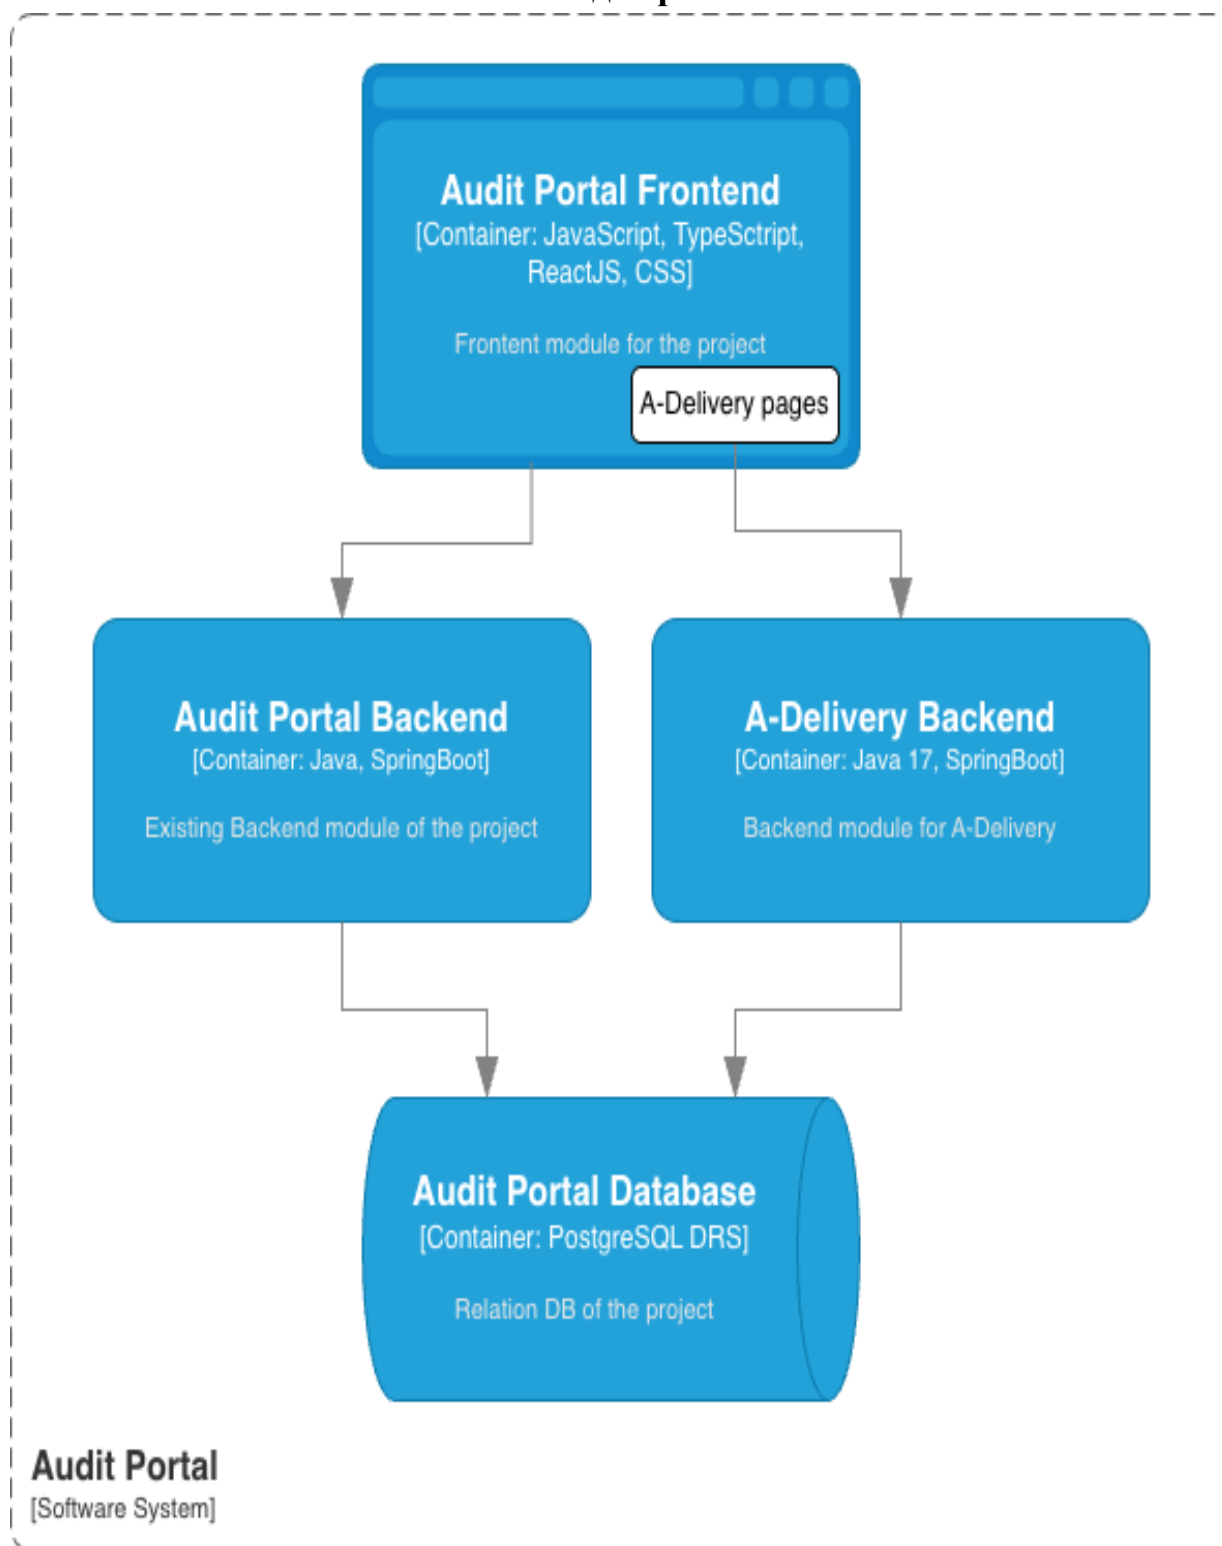 Audit Portal Frontend
[Container: JavaScript, TypeSctript,
ReactJS, CSS]
Frontent module for the project
A-Delivery pages
Audit Portal Backend
[Container: Java, SpringBoot]
Existing Backend module of the project
A-Delivery Backend
[Container: Java 17, SpringBoot]
Backend module for A-Delivery
Audit Portal Database
[Container: PostgreSQL DRS]
Relation DB of the project
Audit Portal
[Software System]